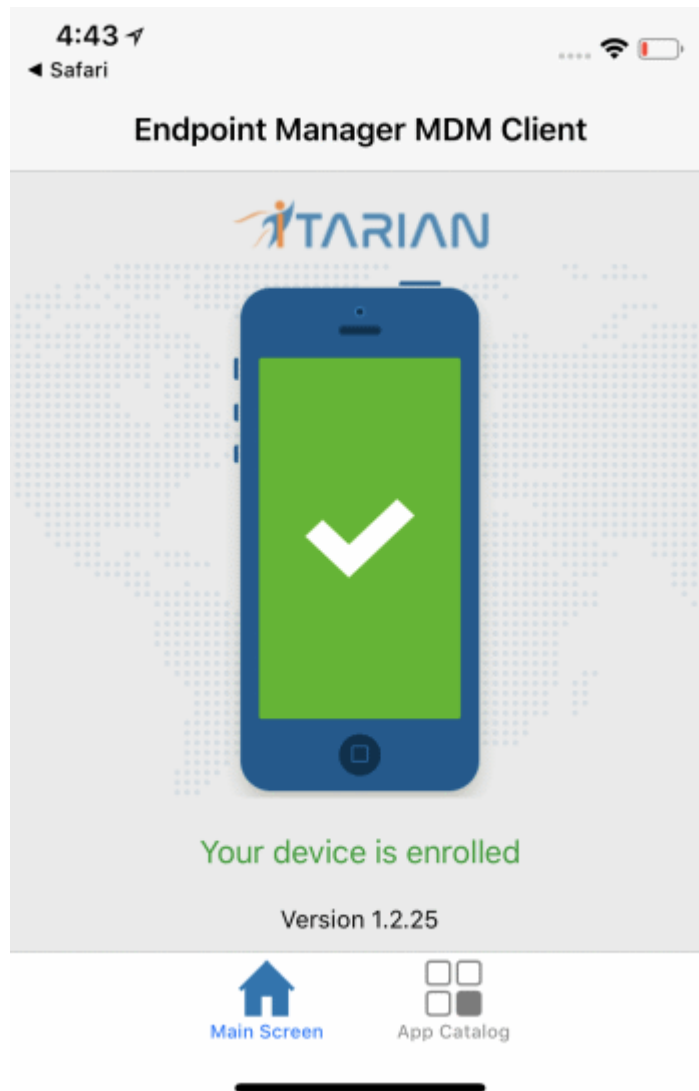 4:43
◀ Safari
Endpoint Manager MDM Client
iTARIAN
Your device is enrolled
Version 1.2.25
Main Screen
App Catalog